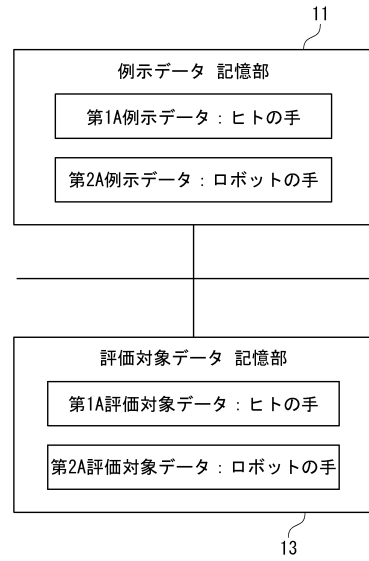 11
例示データ 記憶部
第1A例示データ：ヒトの手
第2A例示データ：ロボットの手
評価対象データ 記憶部
第1A評価対象データ：ヒトの手
第2A評価対象データ：ロボットの手
13